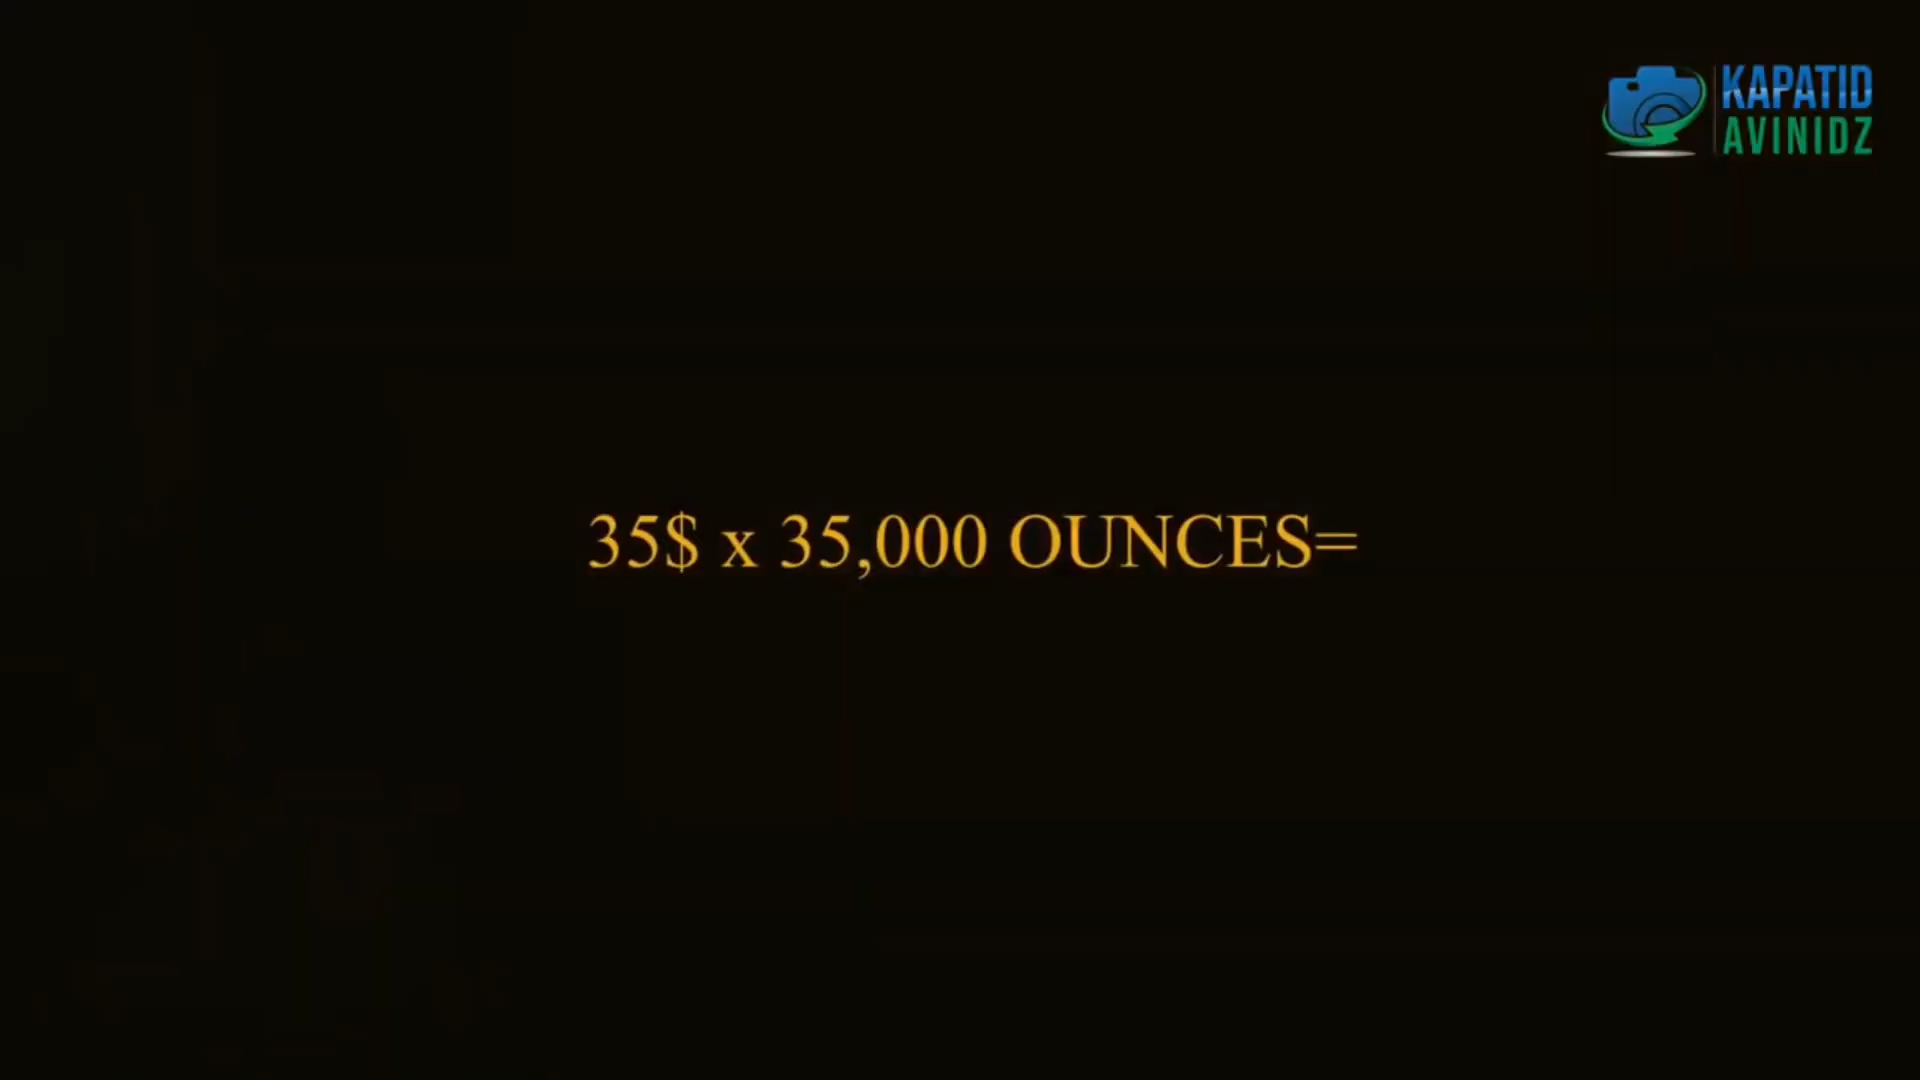 KAPATID
AVINIDZ
35$ x 35,000 OUNCES=